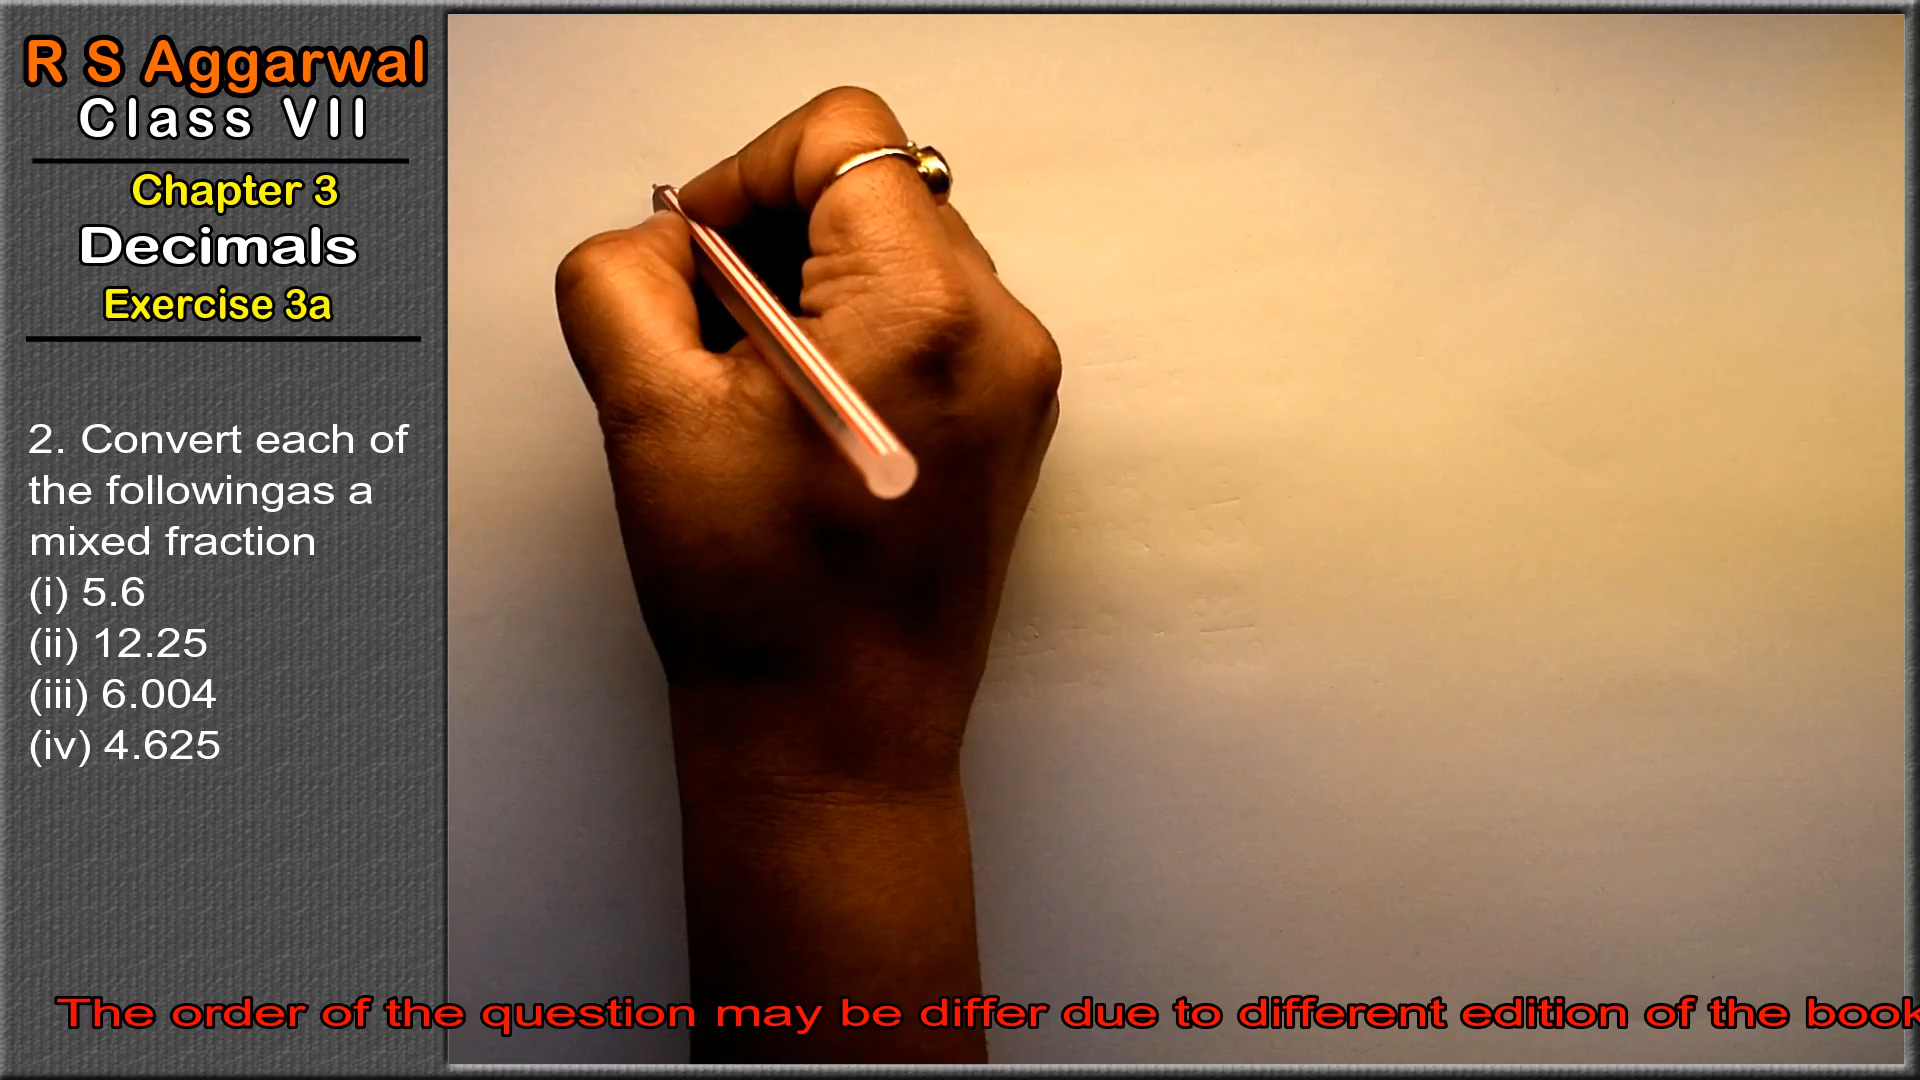 R S Aggarwal
Class VII
Chapter 3
Decimals
Exercise 3a
2. Convert each of
the followingas a
mixed fraction
(i) 5.6
(ii) 12.25
(iii) 6.004
(iv) 4.625
The order of the question may be differ due to different edition of the book